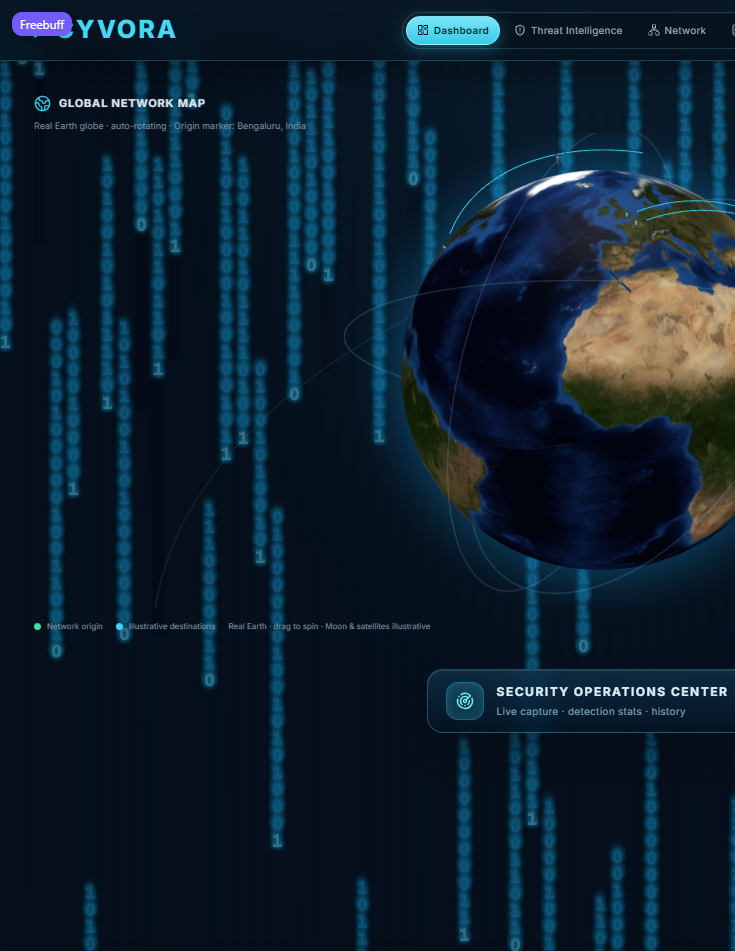 Freebuff
YVORA
Dashboard
Threat Intelligence
Network
GLOBAL NETWORK MAP
Real Earth globe · auto-rotating · Origin marker: Bengaluru, India
Network origin
Illustrative destinations
Real Earth · drag to spin · Moon & satellites illustrative
SECURITY OPERATIONS CENTER
Live capture · detection stats · history